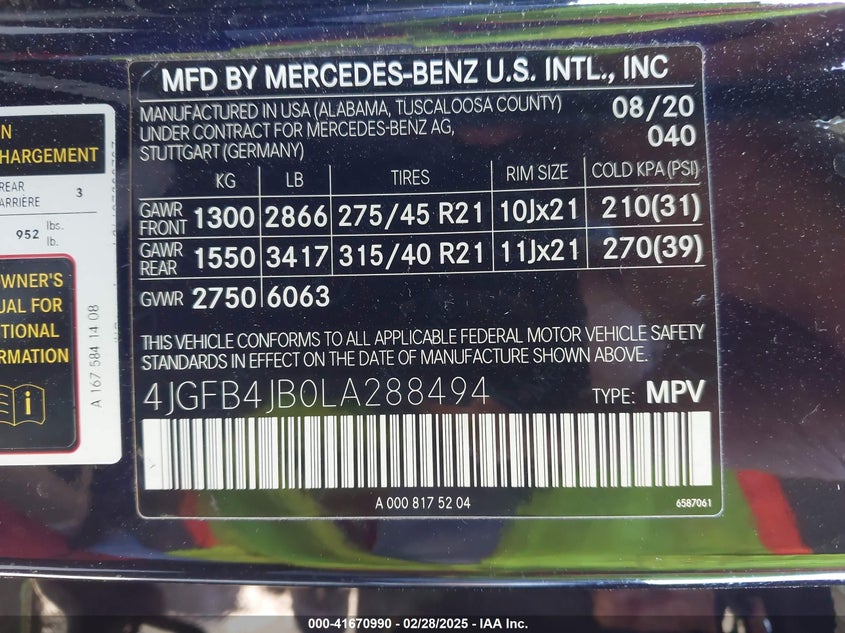 MFD BY MERCEDES-BENZ U.S. INTL., INC
MANUFACTURED IN USA (ALABAMA, TUSCALOOSA COUNTY)
UNDER CONTRACT FOR MERCEDES-BENZ AG,
STUTTGART (GERMANY)
08/20
040
KG LB TIRES RIM SIZE COLD KPA (PSI)
GAWR FRONT 1300 2866 275/45 R21 10Jx21 210(31)
GAWR REAR 1550 3417 315/40 R21 11Jx21 270(39)
GVWR 2750 6063
THIS VEHICLE CONFORMS TO ALL APPLICABLE FEDERAL MOTOR VEHICLE SAFETY
STANDARDS IN EFFECT ON THE DATE OF MANUFACTURE SHOWN ABOVE.
4JGFB4JB0LA288494 TYPE: MPV
A 000 817 52 04 6587061
N
HARGEMENT
REAR
ARRIÈRE 3
952 lbs.
lb.
WNER'S
UAL FOR
TIONAL
RMATION
A 167 584 14 08
000-41670990 - 02/28/2025 - IAA Inc.